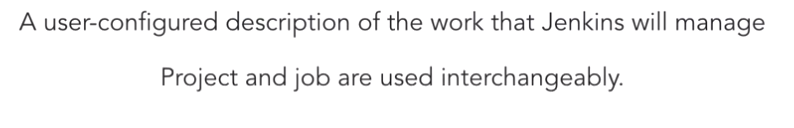 A user-configured description of the work that Jenkins will manage
Project and job are used interchangeably.